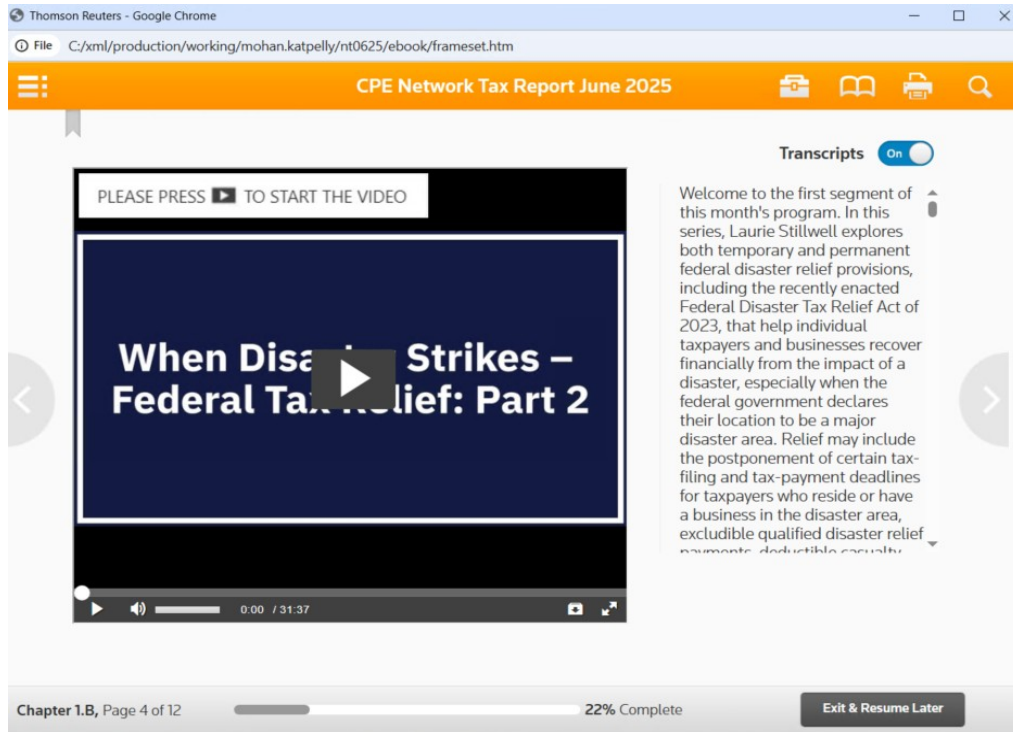 Thomson Reuters - Google Chrome
File C:/xml/production/working/mohan.katpelly/nt0625/ebook/frameset.htm
CPE Network Tax Report June 2025
Transcripts On
PLEASE PRESS TO START THE VIDEO
When Disaster Strikes –
Federal Tax Relief: Part 2
0:00 / 31:37
Welcome to the first segment of
this month's program. In this
series, Laurie Stillwell explores
both temporary and permanent
federal disaster relief provisions,
including the recently enacted
Federal Disaster Tax Relief Act of
2023, that help individual
taxpayers and businesses recover
financially from the impact of a
disaster, especially when the
federal government declares
their location to be a major
disaster area. Relief may include
the postponement of certain tax-
filing and tax-payment deadlines
for taxpayers who reside or have
a business in the disaster area,
excludible qualified disaster relief
payments, deductible casualty
Chapter 1.B, Page 4 of 12
22% Complete
Exit & Resume Later